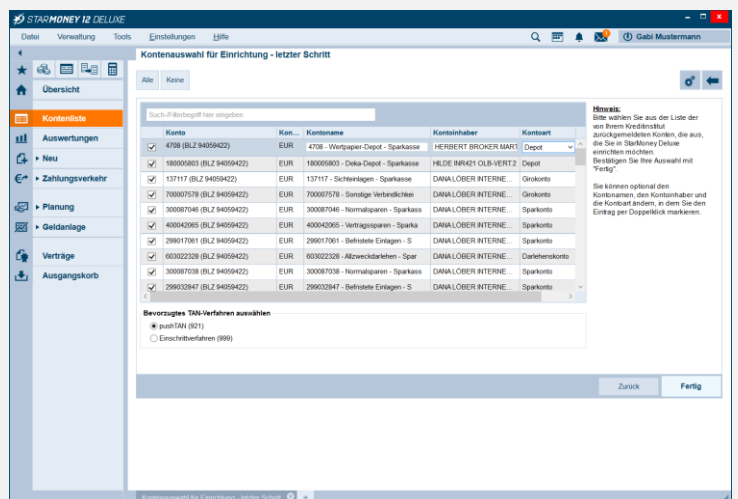 STARMONEY 12 DELUXE
Datei Verwaltung Tools Einstellungen Hilfe Gabi Mustermann
Kontenauswahl für Einrichtung - letzter Schritt
Alle Keine
Übersicht
Kontenliste
Auswertungen
Neu
Zahlungsverkehr
Planung
Geldanlage
Verträge
Ausgangskorb
Such-/Filterbegriff hier eingeben
Konto Kon... Kontoname Kontoinhaber Kontoart
4708 (BLZ 94059422) EUR 4708 - Wertpapier-Depot - Sparkasse HERBERT BROKER MART Depot
180005803 (BLZ 94059422) EUR 180005803 - Deka-Depot - Sparkasse HILDE INR421 OLB-VERT.2 Depot
137117 (BLZ 94059422) EUR 137117 - Sichteinlagen - Sparkasse DANA LÖBER INTERNE... Girokonto
700007578 (BLZ 94059422) EUR 700007578 - Sonstige Verbindlichkei DANA LÖBER INTERNE... Girokonto
300087046 (BLZ 94059422) EUR 300087046 - Normalsparen - Sparkass DANA LÖBER INTERNE... Sparkonto
400042065 (BLZ 94059422) EUR 400042065 - Vertragssparen - Sparka DANA LÖBER INTERNE... Sparkonto
299017061 (BLZ 94059422) EUR 299017061 - Befristete Einlagen - S DANA LÖBER INTERNE... Sparkonto
603022328 (BLZ 94059422) EUR 603022328 - Allzweckdarlehen - Spar DANA LÖBER INTERNE... Darlehenskonto
300087038 (BLZ 94059422) EUR 300087038 - Normalsparen - Sparkass DANA LÖBER INTERNE... Sparkonto
299032847 (BLZ 94059422) EUR 299032847 - Befristete Einlagen - S DANA LÖBER INTERNE... Sparkonto
Bevorzugtes TAN-Verfahren auswählen
pushTAN (921)
Einschrittverfahren (999)
Hinweis:
Bitte wählen Sie aus der Liste der
von Ihrem Kreditinstitut
zurückgemeldeten Konten, die aus,
die Sie in StarMoney Deluxe
einrichten möchten.
Bestätigen Sie Ihre Auswahl mit
"Fertig".
Sie können optional den
Kontonamen, den Kontoinhaber und
die Kontoart ändern, in dem Sie den
Eintrag per Doppelklick markieren.
Zurück Fertig
Kontenauswahl für Einrichtung - letzter Schritt